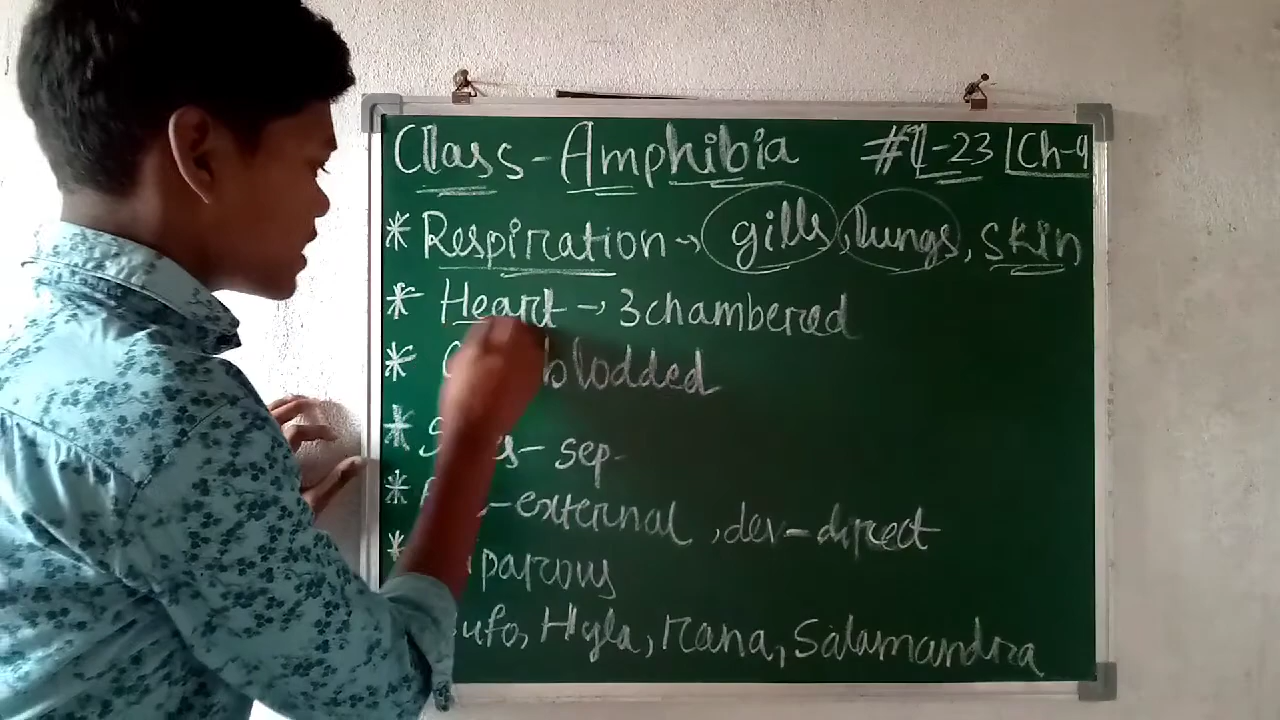 Class-Amphibia #L-23 Ch-9
* Respiration → gills, lungs, skin
* Heart → 3 chambered
* blodded
* sep-
* -external, dev-direct
* parous
Hyla, rana, Salamandra